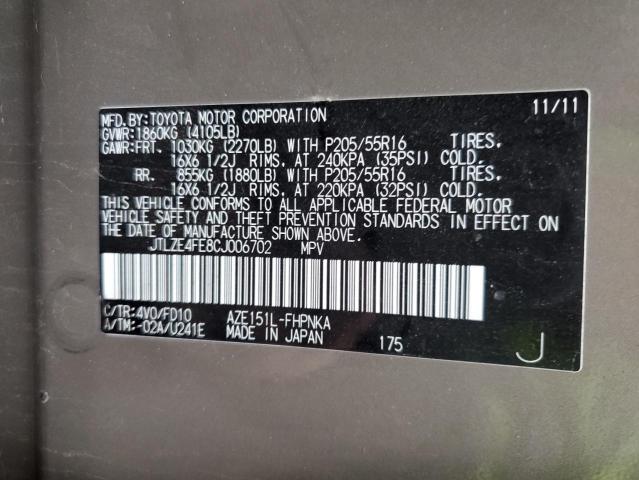 MFD.BY:TOYOTA MOTOR CORPORATION 11/11
GVWR:1860KG (4105LB)
GAWR:FRT. 1030KG (2270LB) WITH P205/55R16 TIRES,
16X6 1/2J RIMS, AT 240KPA (35PSI) COLD.
RR. 855KG (1880LB) WITH P205/55R16 TIRES,
16X6 1/2J RIMS, AT 220KPA (32PSI) COLD.
THIS VEHICLE CONFORMS TO ALL APPLICABLE FEDERAL MOTOR
VEHICLE SAFETY AND THEFT PREVENTION STANDARDS IN EFFECT ON
THE DATE OF MANUFACTURE SHOWN ABOVE.
JTLZE4FE8CJ006702 MPV
C/TR:4V0/FD10 AZE151L-FHPNKA
A/TM:-02A/U241E MADE IN JAPAN 175 J